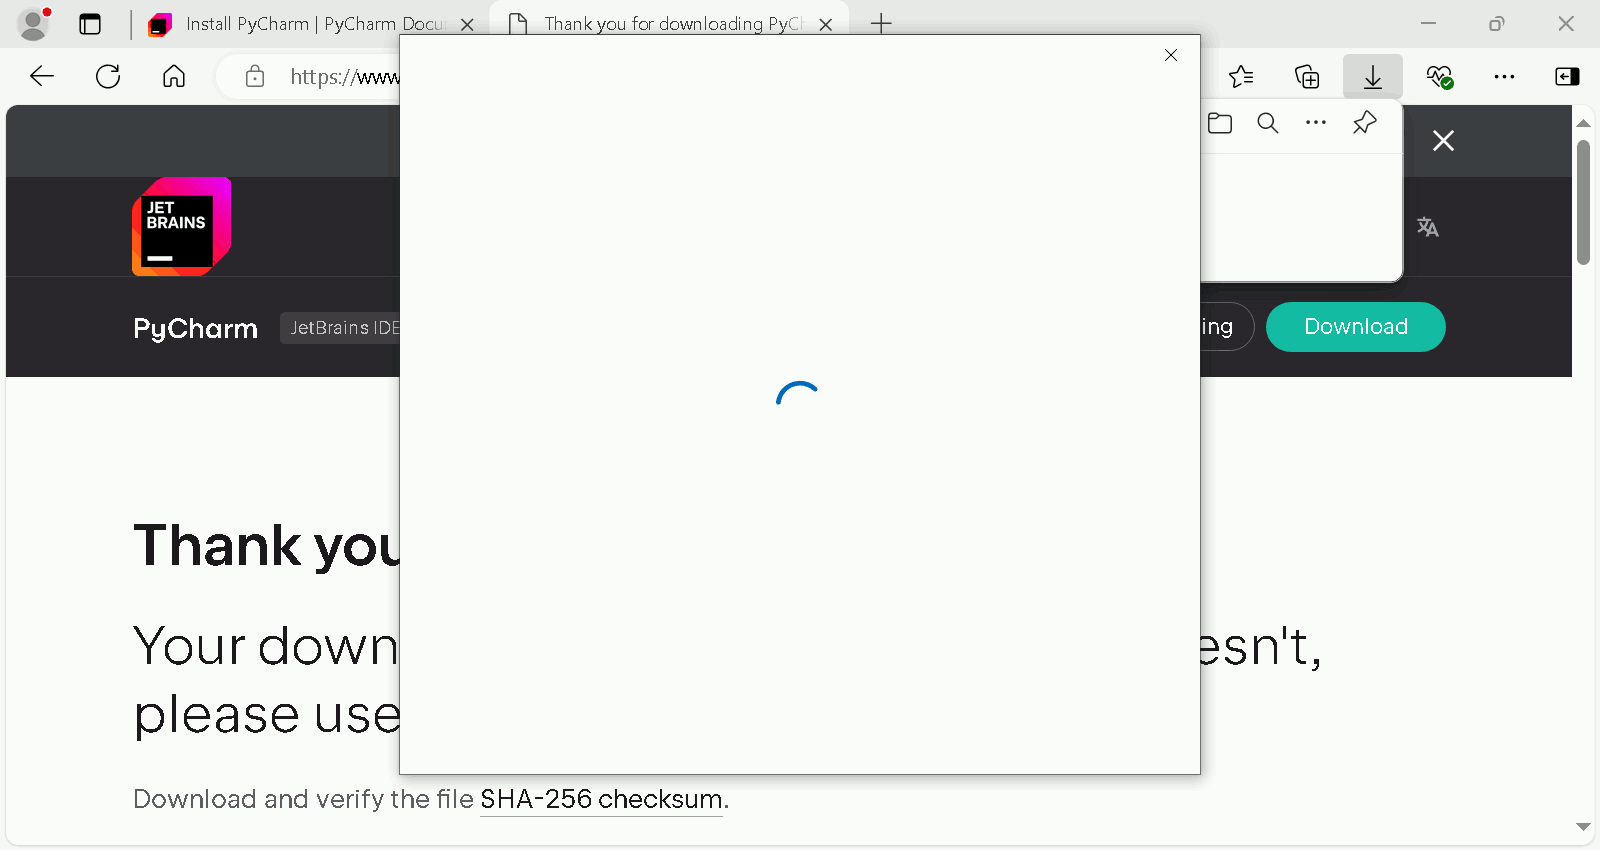 Install PyCharm | PyCharm Docu
Thank you for downloading PyCh
https://www
JET
BRAINS
PyCharm
JetBrains IDE
ing
Download
Thank you
Your down
esn't,
please use
Download and verify the file SHA-256 checksum.